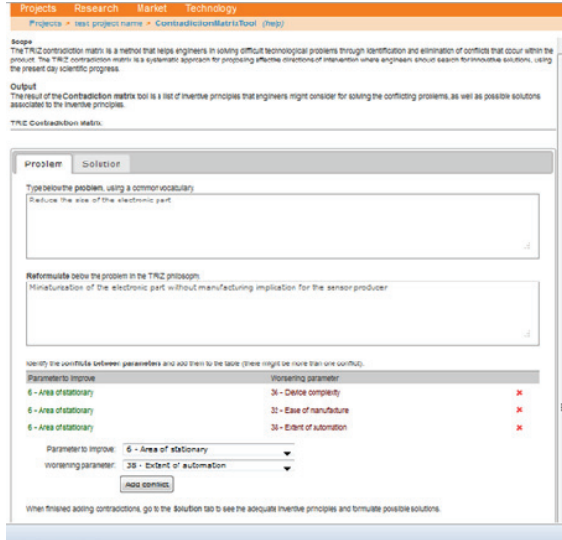 Projects Research Market Technology
Projects > test project name > ContradictionMatrixTool (help)
Scope
The TRIZ contradiction matrix is a method that helps engineers in solving difficult technological problems through identification and elimination of conflicts that occur within the
product. The TRIZ contradiction matrix is a systematic approach for proposing effective directions of intervention where engineers should search for innovative solutions, using
the present day scientific progress.
Output
The result of the Contradiction matrix tool is a list of inventive principles that engineers might consider for solving the conflicting problems, as well as possible solutions
associated to the inventive principles.
TRIZ Contradiction Matrix
Problem Solution
Type below the problem, using a common vocabulary
Reduce the size of the electronic part
Reformulate below the problem in the TRIZ philosophy
Miniaturization of the electronic part without manufacturing implication for the sensor producer
Identify the conflicts between parameters and add them to the table (there might be more than one conflict).
Parameter to improve Worsering parameter
6 - Area of stationary 36 - Device complexity
6 - Area of stationary 32 - Ease of manufacture
6 - Area of stationary 38 - Extent of automation
Parameter to improve: 6 - Area of stationary
Worsening parameter: 38 - Extent of automation
Add conflict
When finished adding contradictions, go to the Solution tab to see the adequate inventive principles and formulate possible solutions.